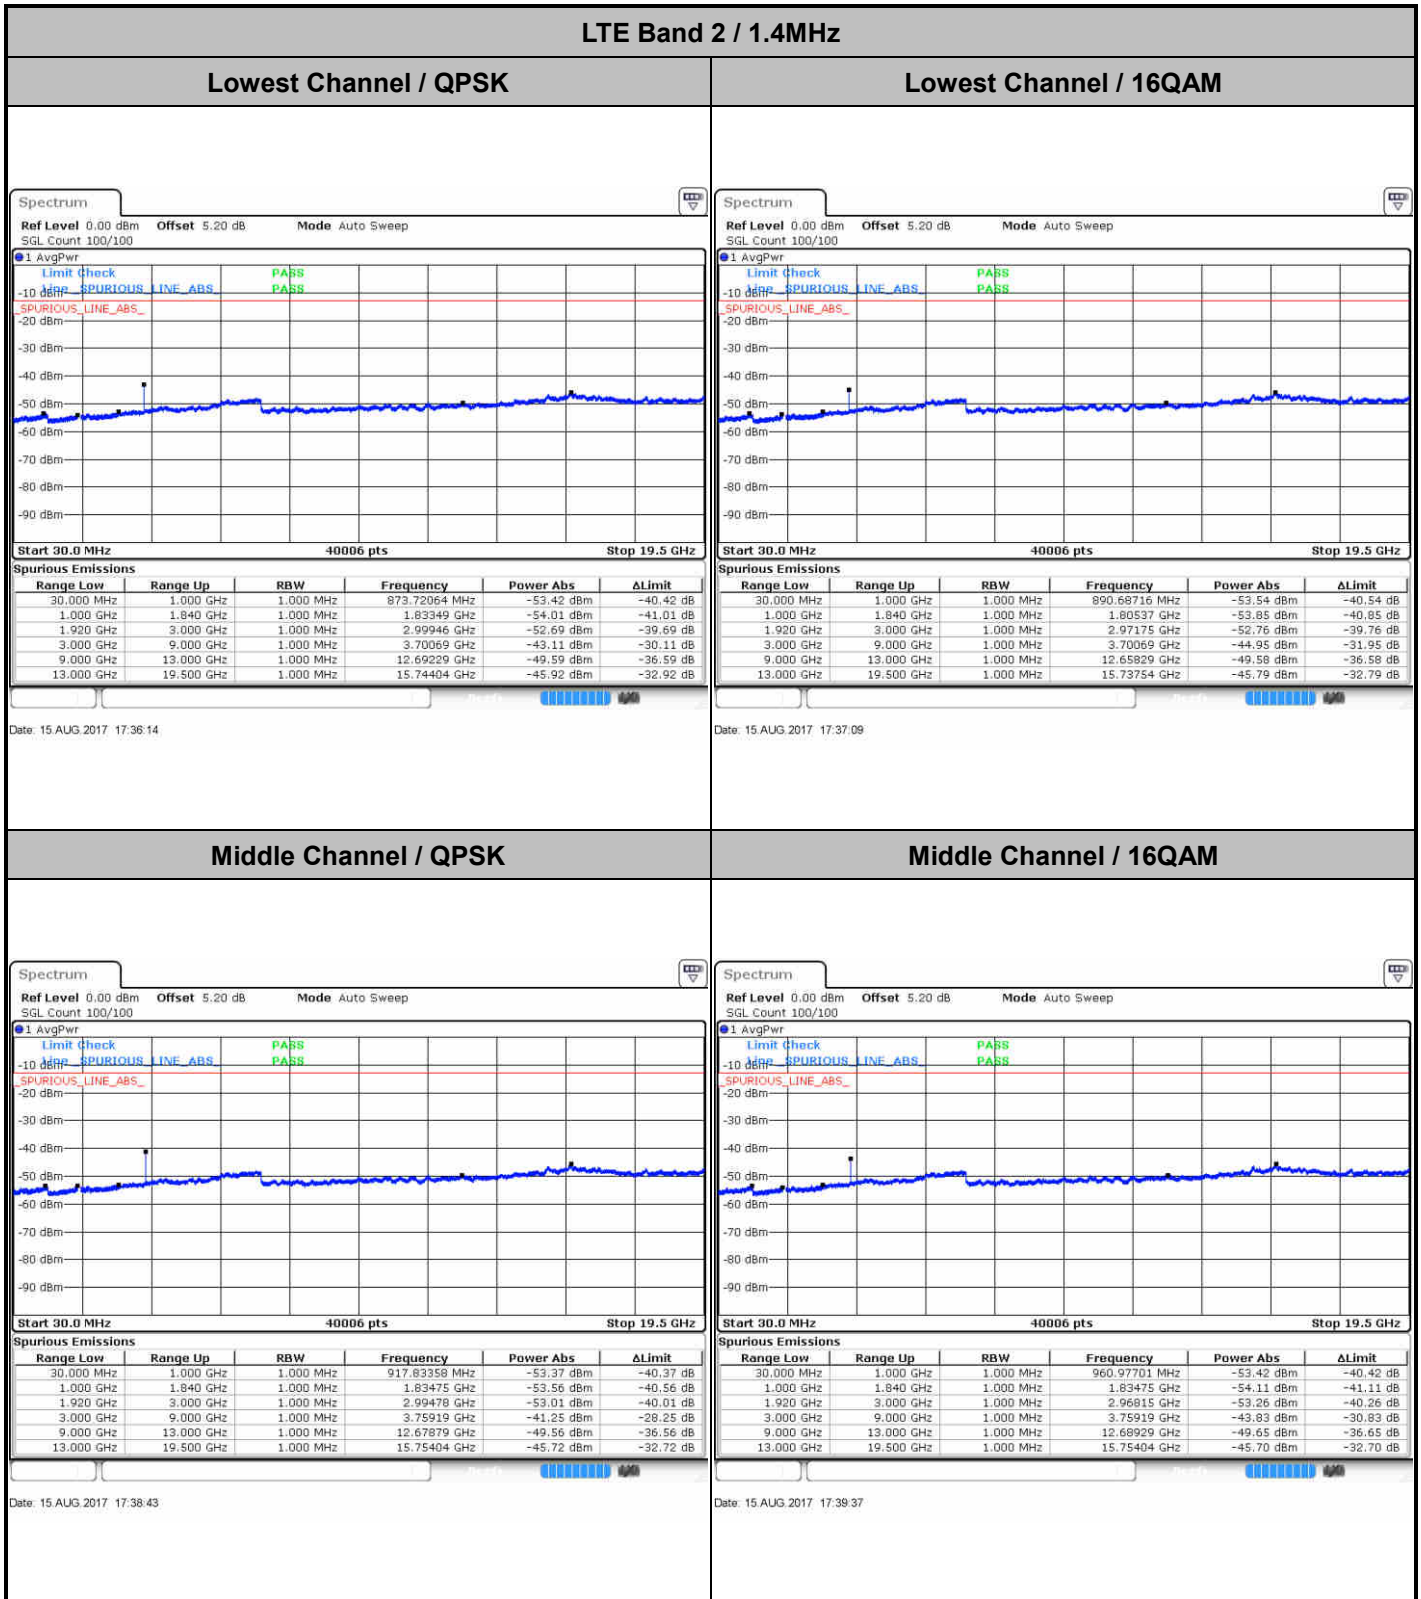 LTE Band 2 / 1.4MHz
Lowest Channel / QPSK
Lowest Channel / 16QAM
Spectrum
Ref Level 0.00 dBm Offset 5.20 dB Mode Auto Sweep
SGL Count 100/100
1 AvgPwr
Limit Check PASS
Line _SPURIOUS_LINE_ABS_ PASS
-10 dBm
_SPURIOUS_LINE_ABS_
-20 dBm
-30 dBm
-40 dBm
-50 dBm
-60 dBm
-70 dBm
-80 dBm
-90 dBm
Start 30.0 MHz 40006 pts Stop 19.5 GHz
Spurious Emissions
Range Low Range Up RBW Frequency Power Abs ΔLimit
30.000 MHz 1.000 GHz 1.000 MHz 873.72064 MHz -53.42 dBm -40.42 dB
1.000 GHz 1.840 GHz 1.000 MHz 1.83349 GHz -54.01 dBm -41.01 dB
1.920 GHz 3.000 GHz 1.000 MHz 2.99946 GHz -52.69 dBm -39.69 dB
3.000 GHz 9.000 GHz 1.000 MHz 3.70069 GHz -43.11 dBm -30.11 dB
9.000 GHz 13.000 GHz 1.000 MHz 12.69229 GHz -49.59 dBm -36.59 dB
13.000 GHz 19.500 GHz 1.000 MHz 15.74404 GHz -45.92 dBm -32.92 dB
Date: 15.AUG.2017 17:36:14
Spectrum
Ref Level 0.00 dBm Offset 5.20 dB Mode Auto Sweep
SGL Count 100/100
1 AvgPwr
Limit Check PASS
Line _SPURIOUS_LINE_ABS_ PASS
-10 dBm
_SPURIOUS_LINE_ABS_
-20 dBm
-30 dBm
-40 dBm
-50 dBm
-60 dBm
-70 dBm
-80 dBm
-90 dBm
Start 30.0 MHz 40006 pts Stop 19.5 GHz
Spurious Emissions
Range Low Range Up RBW Frequency Power Abs ΔLimit
30.000 MHz 1.000 GHz 1.000 MHz 890.68716 MHz -53.54 dBm -40.54 dB
1.000 GHz 1.840 GHz 1.000 MHz 1.80537 GHz -53.85 dBm -40.85 dB
1.920 GHz 3.000 GHz 1.000 MHz 2.97175 GHz -52.76 dBm -39.76 dB
3.000 GHz 9.000 GHz 1.000 MHz 3.70069 GHz -44.95 dBm -31.95 dB
9.000 GHz 13.000 GHz 1.000 MHz 12.65829 GHz -49.58 dBm -36.58 dB
13.000 GHz 19.500 GHz 1.000 MHz 15.73754 GHz -45.79 dBm -32.79 dB
Date: 15.AUG.2017 17:37:09
Middle Channel / QPSK
Middle Channel / 16QAM
Spectrum
Ref Level 0.00 dBm Offset 5.20 dB Mode Auto Sweep
SGL Count 100/100
1 AvgPwr
Limit Check PASS
Line _SPURIOUS_LINE_ABS_ PASS
-10 dBm
_SPURIOUS_LINE_ABS_
-20 dBm
-30 dBm
-40 dBm
-50 dBm
-60 dBm
-70 dBm
-80 dBm
-90 dBm
Start 30.0 MHz 40006 pts Stop 19.5 GHz
Spurious Emissions
Range Low Range Up RBW Frequency Power Abs ΔLimit
30.000 MHz 1.000 GHz 1.000 MHz 917.83358 MHz -53.37 dBm -40.37 dB
1.000 GHz 1.840 GHz 1.000 MHz 1.83475 GHz -53.56 dBm -40.56 dB
1.920 GHz 3.000 GHz 1.000 MHz 2.99478 GHz -53.01 dBm -40.01 dB
3.000 GHz 9.000 GHz 1.000 MHz 3.75919 GHz -41.25 dBm -28.25 dB
9.000 GHz 13.000 GHz 1.000 MHz 12.67879 GHz -49.56 dBm -36.56 dB
13.000 GHz 19.500 GHz 1.000 MHz 15.75404 GHz -45.72 dBm -32.72 dB
Date: 15.AUG.2017 17:38:43
Spectrum
Ref Level 0.00 dBm Offset 5.20 dB Mode Auto Sweep
SGL Count 100/100
1 AvgPwr
Limit Check PASS
Line _SPURIOUS_LINE_ABS_ PASS
-10 dBm
_SPURIOUS_LINE_ABS_
-20 dBm
-30 dBm
-40 dBm
-50 dBm
-60 dBm
-70 dBm
-80 dBm
-90 dBm
Start 30.0 MHz 40006 pts Stop 19.5 GHz
Spurious Emissions
Range Low Range Up RBW Frequency Power Abs ΔLimit
30.000 MHz 1.000 GHz 1.000 MHz 960.97701 MHz -53.42 dBm -40.42 dB
1.000 GHz 1.840 GHz 1.000 MHz 1.83475 GHz -54.11 dBm -41.11 dB
1.920 GHz 3.000 GHz 1.000 MHz 2.96815 GHz -53.26 dBm -40.26 dB
3.000 GHz 9.000 GHz 1.000 MHz 3.75919 GHz -43.83 dBm -30.83 dB
9.000 GHz 13.000 GHz 1.000 MHz 12.68929 GHz -49.65 dBm -36.65 dB
13.000 GHz 19.500 GHz 1.000 MHz 15.75404 GHz -45.70 dBm -32.70 dB
Date: 15.AUG.2017 17:39:37